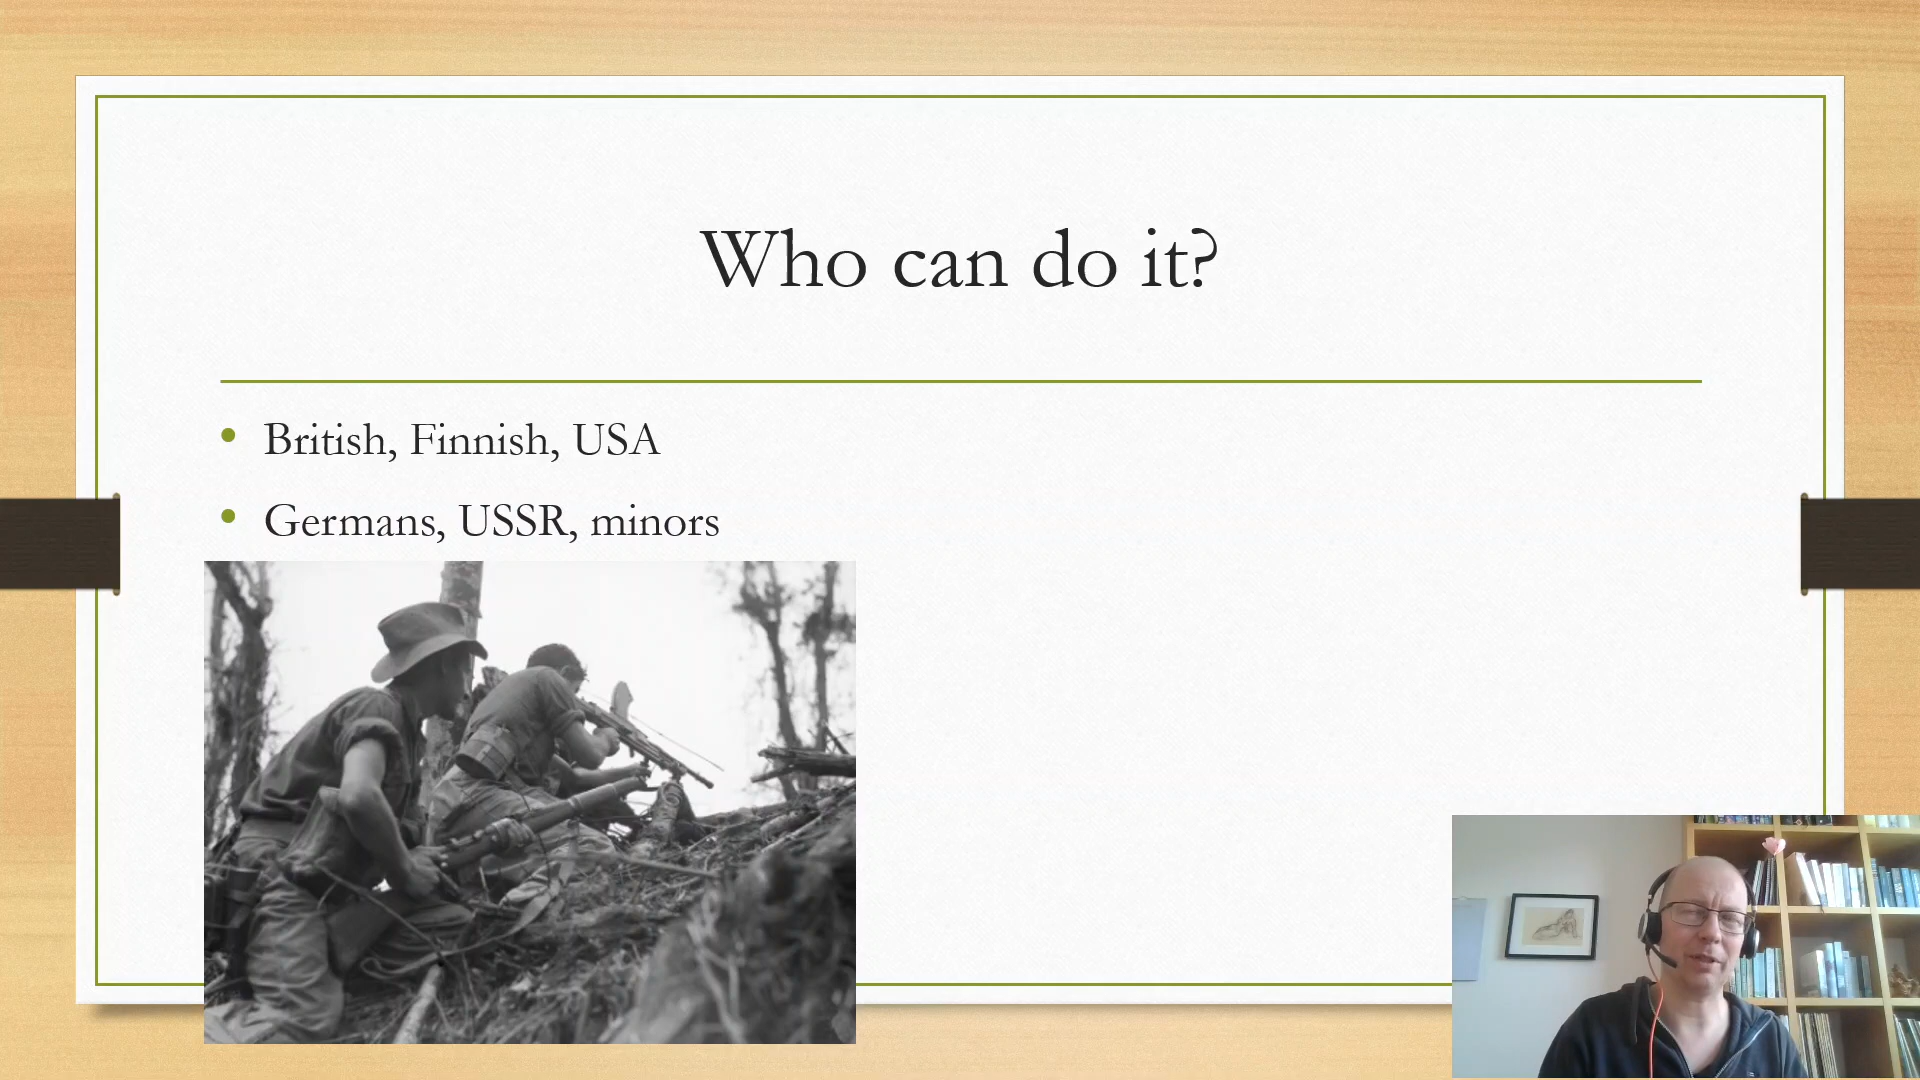 Who can do it?
British, Finnish, USA
Germans, USSR, minors